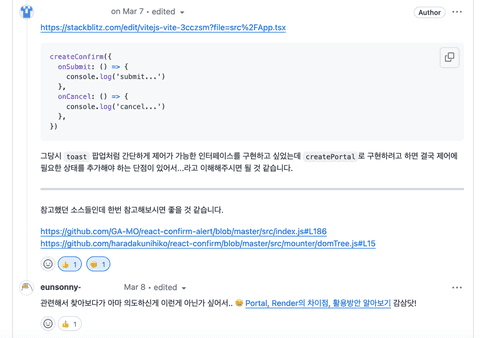 on Mar 7 • edited
Author
https://stackblitz.com/edit/vitejs-vite-3cczsm?file=src%2FApp.tsx
createConfirm({
  onSubmit: () => {
    console.log('submit...')
  },
  onCancel: () => {
    console.log('cancel...')
  },
})
그당시 toast 팝업처럼 간단하게 제어가 가능한 인터페이스를 구현하고 싶었는데 createPortal 로 구현하려고 하면 결국 제어에
필요한 상태를 추가해야 하는 단점이 있어서...라고 이해해주시면 될 것 같습니다.
참고했던 소스들인데 한번 참고해보시면 좋을 것 같습니다.
https://github.com/GA-MO/react-confirm-alert/blob/master/src/index.js#L186
https://github.com/haradakunihiko/react-confirm/blob/master/src/mounter/domTree.js#L15
👍 1 😄 1
eunsonny- Mar 8 • edited
관련해서 찾아보다가 아마 의도하신게 이런게 아닌가 싶어서.. 😄 Portal, Render의 차이점, 활용방안 알아보기 감삼닷!
👍 1